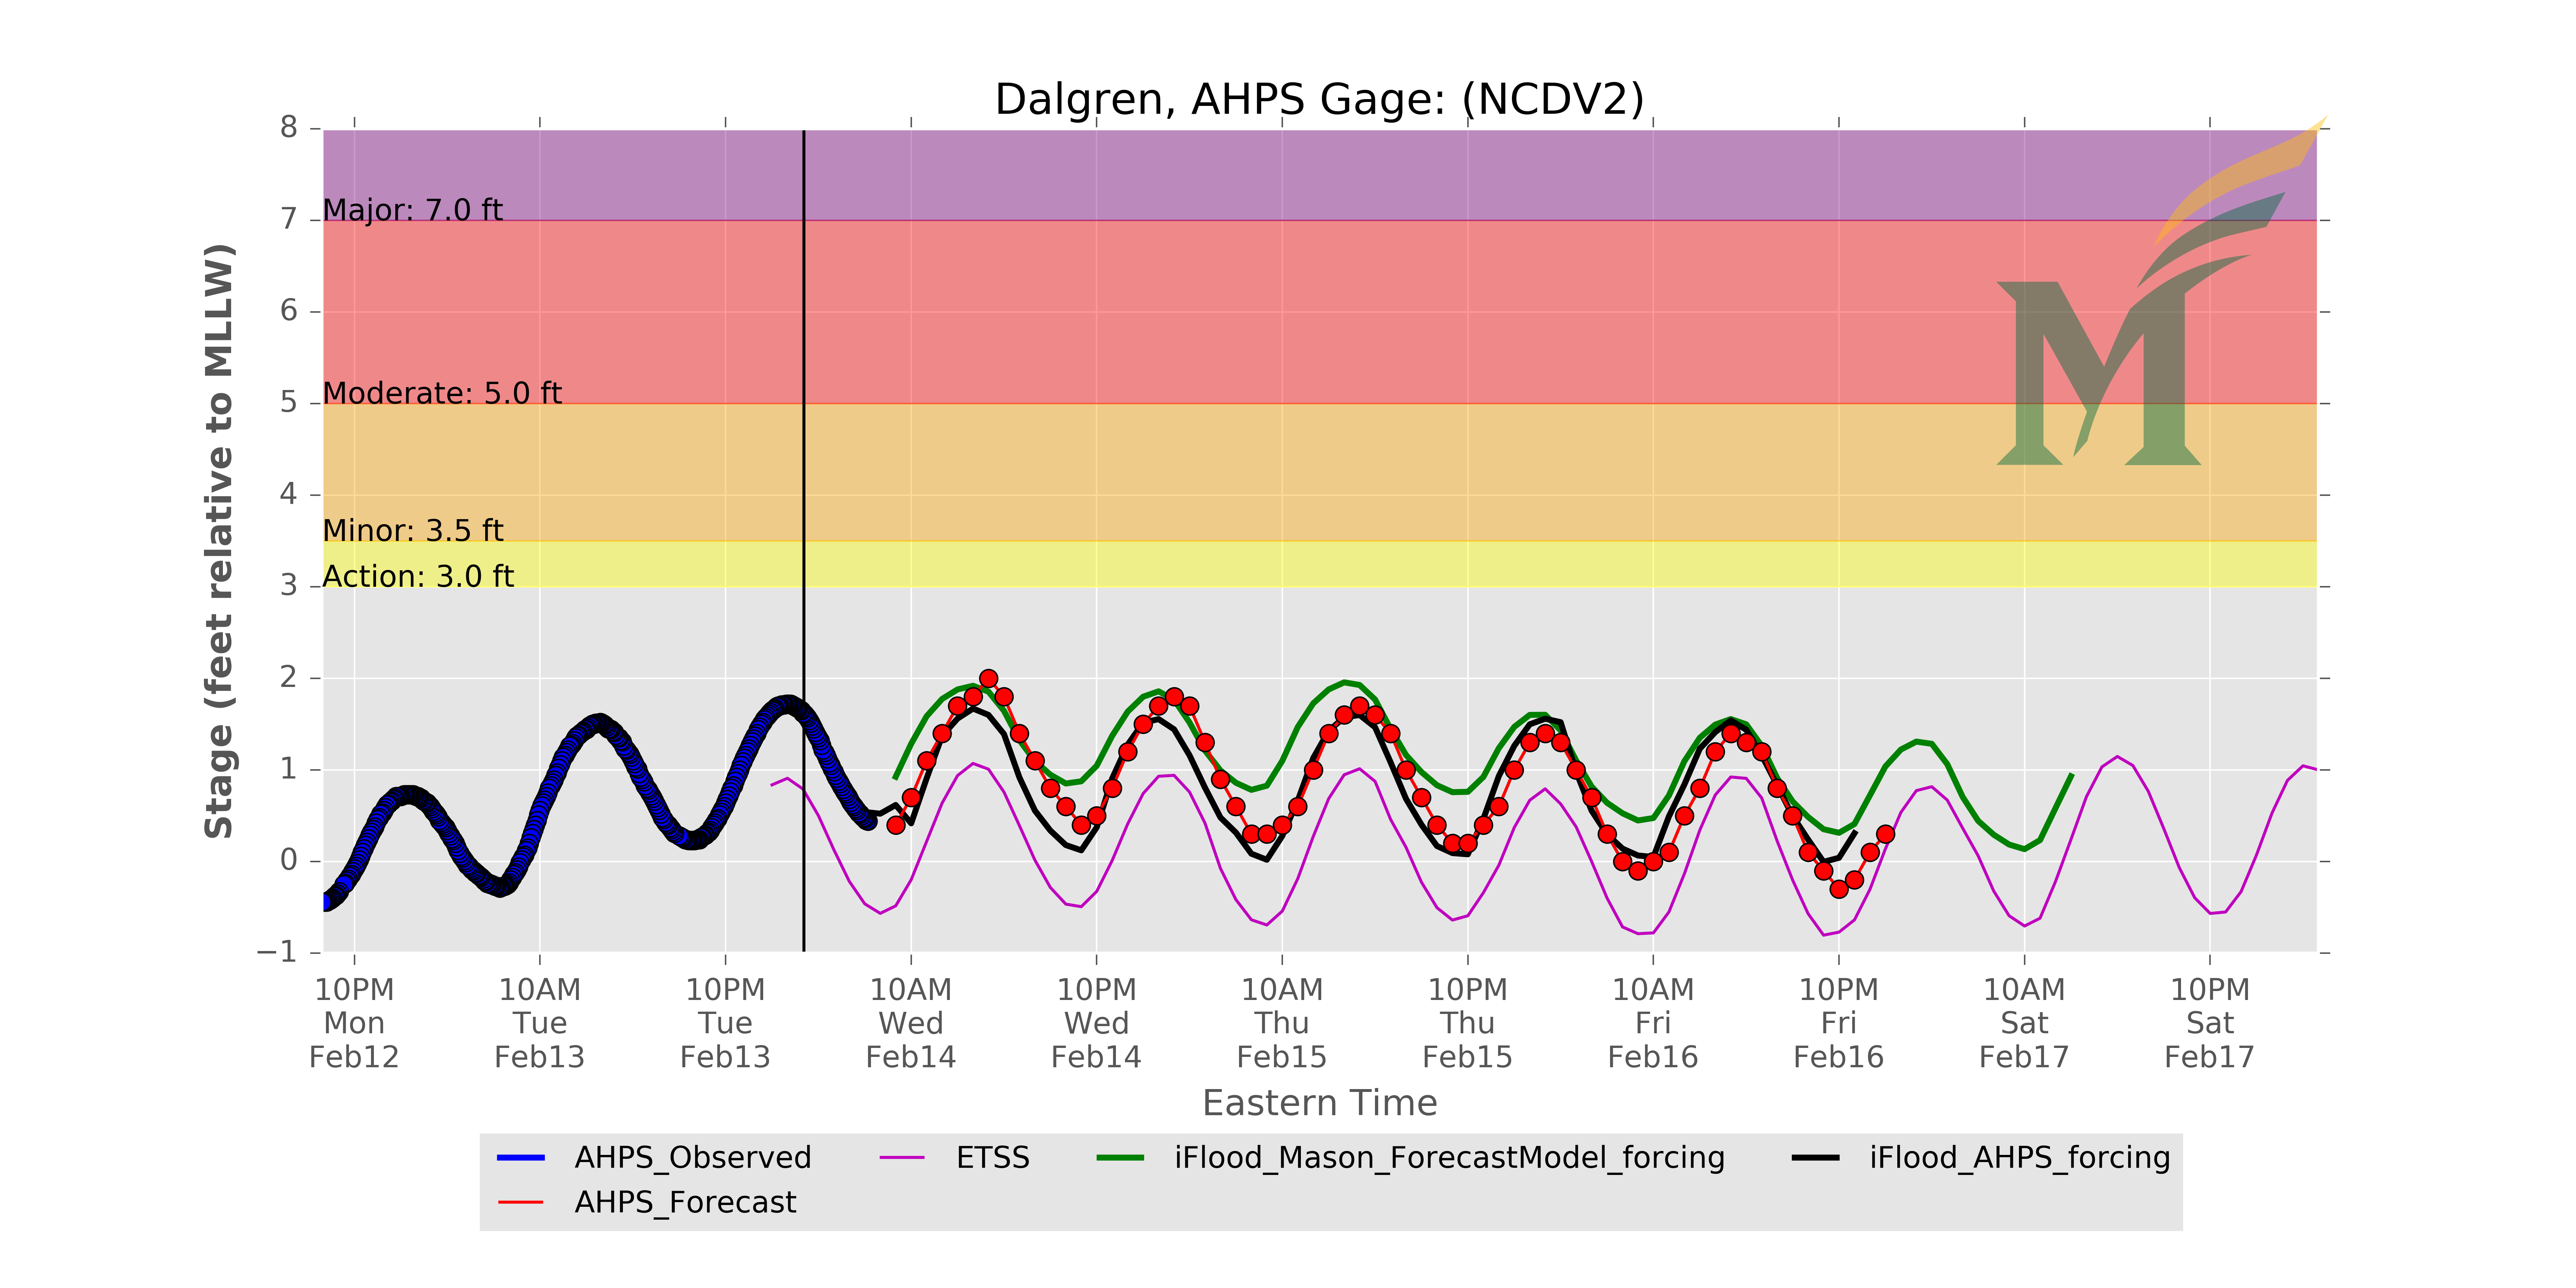 Dalgren, AHPS Gage: (NCDV2)
8
7
6
5
4
3
2
1
0
−1
Stage (feet relative to MLLW)
Major: 7.0 ft
Moderate: 5.0 ft
Minor: 3.5 ft
Action: 3.0 ft
M
10PM Mon Feb12
10AM Tue Feb13
10PM Tue Feb13
10AM Wed Feb14
10PM Wed Feb14
10AM Thu Feb15
10PM Thu Feb15
10AM Fri Feb16
10PM Fri Feb16
10AM Sat Feb17
10PM Sat Feb17
Eastern Time
AHPS_Observed
AHPS_Forecast
ETSS
iFlood_Mason_ForecastModel_forcing
iFlood_AHPS_forcing